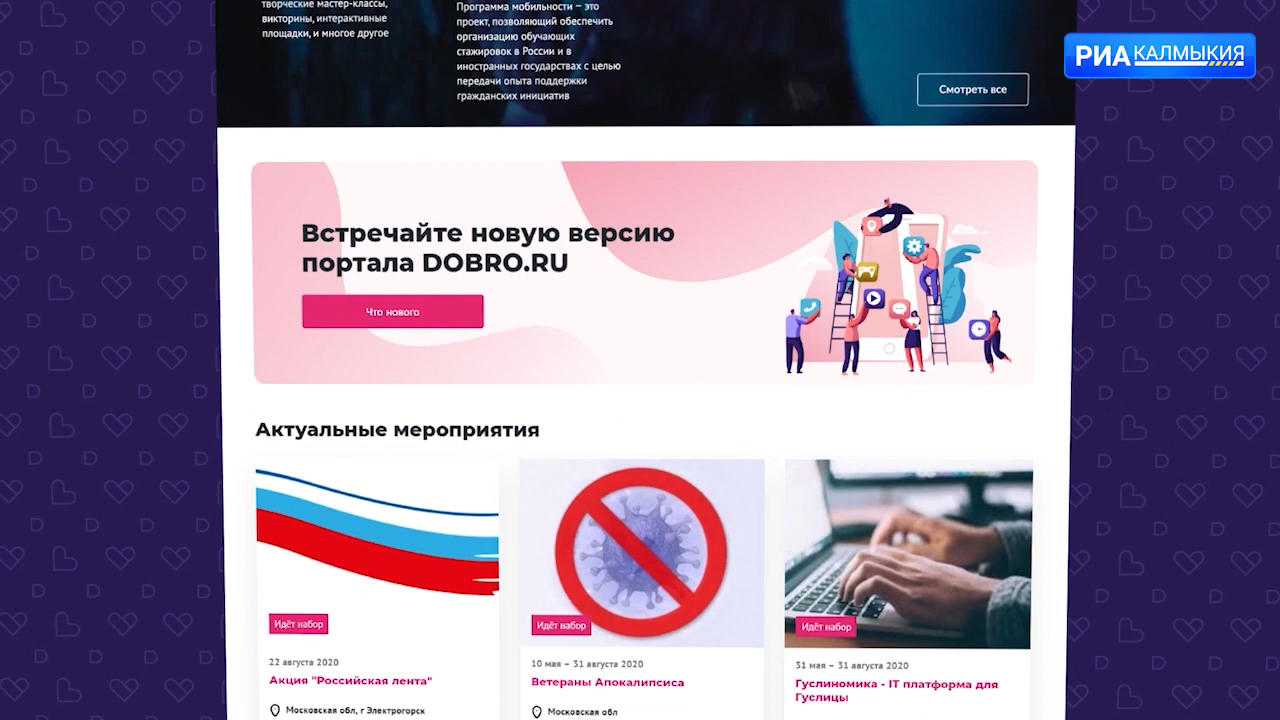 творческие мастер-классы,
викторины, интерактивные
площадки, и многое другое
Программа мобильности – это
проект, позволяющий обеспечить
организацию обучающих
стажировок в России и в
иностранных государствах с целью
передачи опыта поддержки
гражданских инициатив
Смотреть все
РИА КАЛМЫКИЯ
Встречайте новую версию
портала DOBRO.RU
Что нового
Актуальные мероприятия
Идёт набор
22 августа 2020
Акция "Российская лента"
Московская обл, г Электрогорск
Идёт набор
10 мая – 31 августа 2020
Ветераны Апокалипсиса
Московская обл
Идёт набор
31 мая – 31 августа 2020
Гуслиномика - IT платформа для
Гуслицы